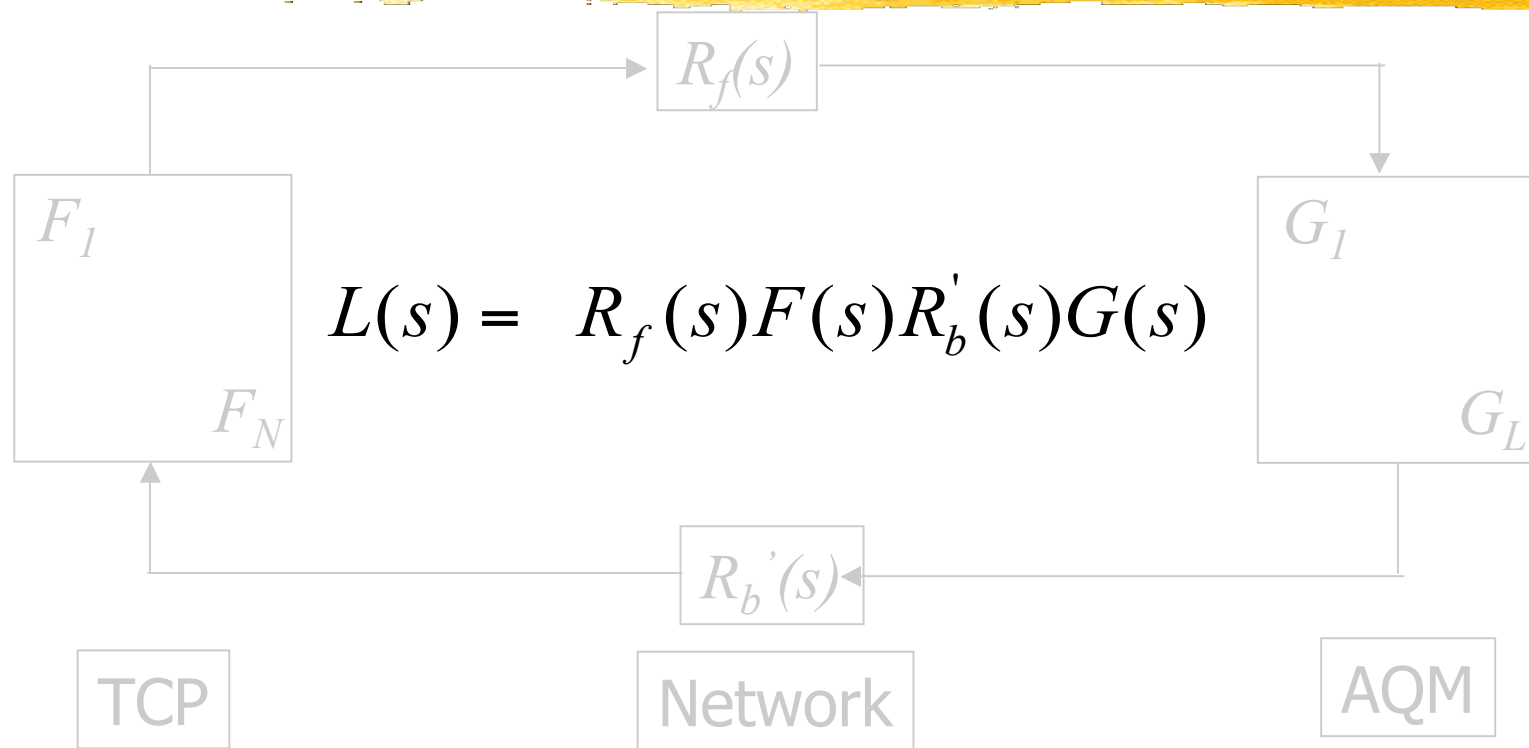 R_f(s)
F_1
G_1
L(s) = R_f(s)F(s)R_b^'(s)G(s)
F_N
G_L
R_b’(s)
TCP
Network
AQM